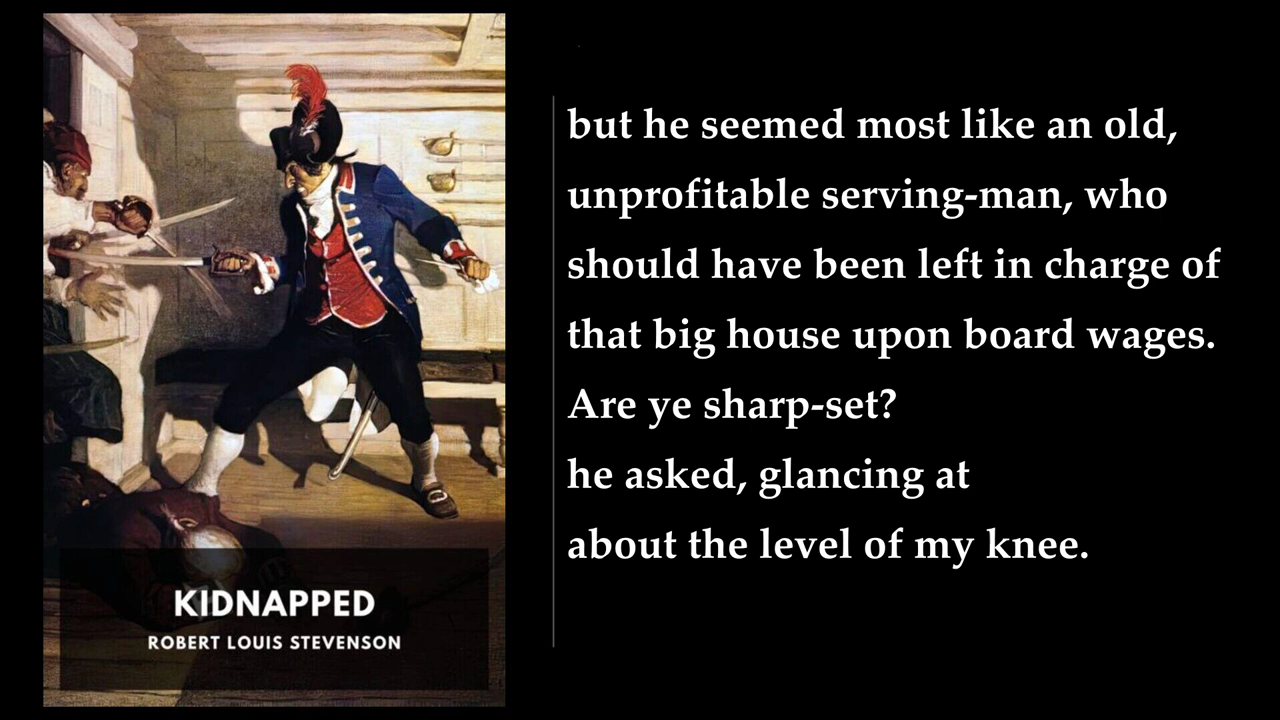 but he seemed most like an old,
unprofitable serving-man, who
should have been left in charge of
that big house upon board wages.
Are ye sharp-set?
he asked, glancing at
about the level of my knee.
KIDNAPPED
ROBERT LOUIS STEVENSON